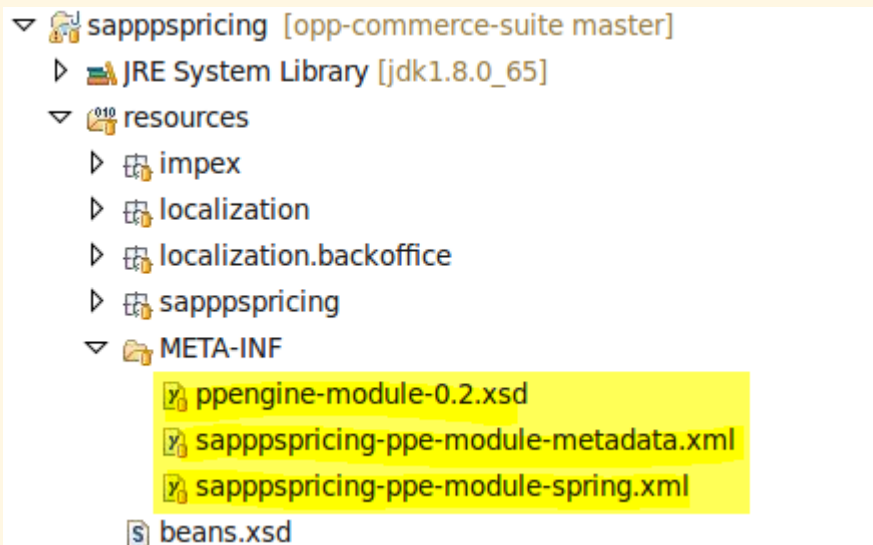 sapppspricing [opp-commerce-suite master]
JRE System Library [jdk1.8.0_65]
resources
impex
localization
localization.backoffice
sapppspricing
META-INF
ppengine-module-0.2.xsd
sapppspricing-ppe-module-metadata.xml
sapppspricing-ppe-module-spring.xml
beans.xsd